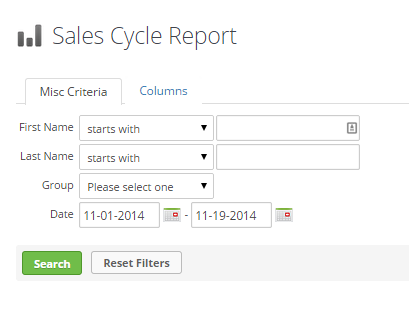 Sales Cycle Report
Misc Criteria Columns
First Name starts with
Last Name starts with
Group Please select one
Date 11-01-2014 - 11-19-2014
Search Reset Filters